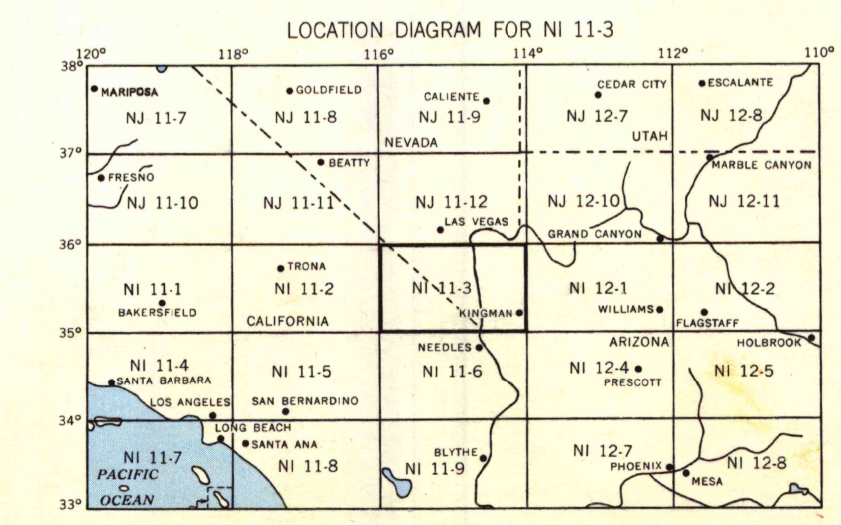 LOCATION DIAGRAM FOR NI 11-3
120° 118° 116° 114° 112° 110°
38°
MARIPOSA
NJ 11-7
GOLDFIELD
NJ 11-8
CALIENTE
NJ 11-9
NEVADA
CEDAR CITY
NJ 12-7
UTAH
ESCALANTE
NJ 12-8
37°
FRESNO
NJ 11-10
BEATTY
NJ 11-11
NJ 11-12
LAS VEGAS
NJ 12-10
GRAND CANYON
MARBLE CANYON
NJ 12-11
36°
NI 11-1
BAKERSFIELD
TRONA
NI 11-2
CALIFORNIA
NI 11-3
KINGMAN
NI 12-1
WILLIAMS
NI 12-2
FLAGSTAFF
35°
NI 11-4
SANTA BARBARA
LOS ANGELES
NI 11-5
SAN BERNARDINO
NEEDLES
NI 11-6
ARIZONA
NI 12-4
PRESCOTT
HOLBROOK
NI 12-5
34°
LONG BEACH
SANTA ANA
NI 11-7
PACIFIC
OCEAN
NI 11-8
BLYTHE
NI 11-9
NI 12-7
PHOENIX
MESA
NI 12-8
33°